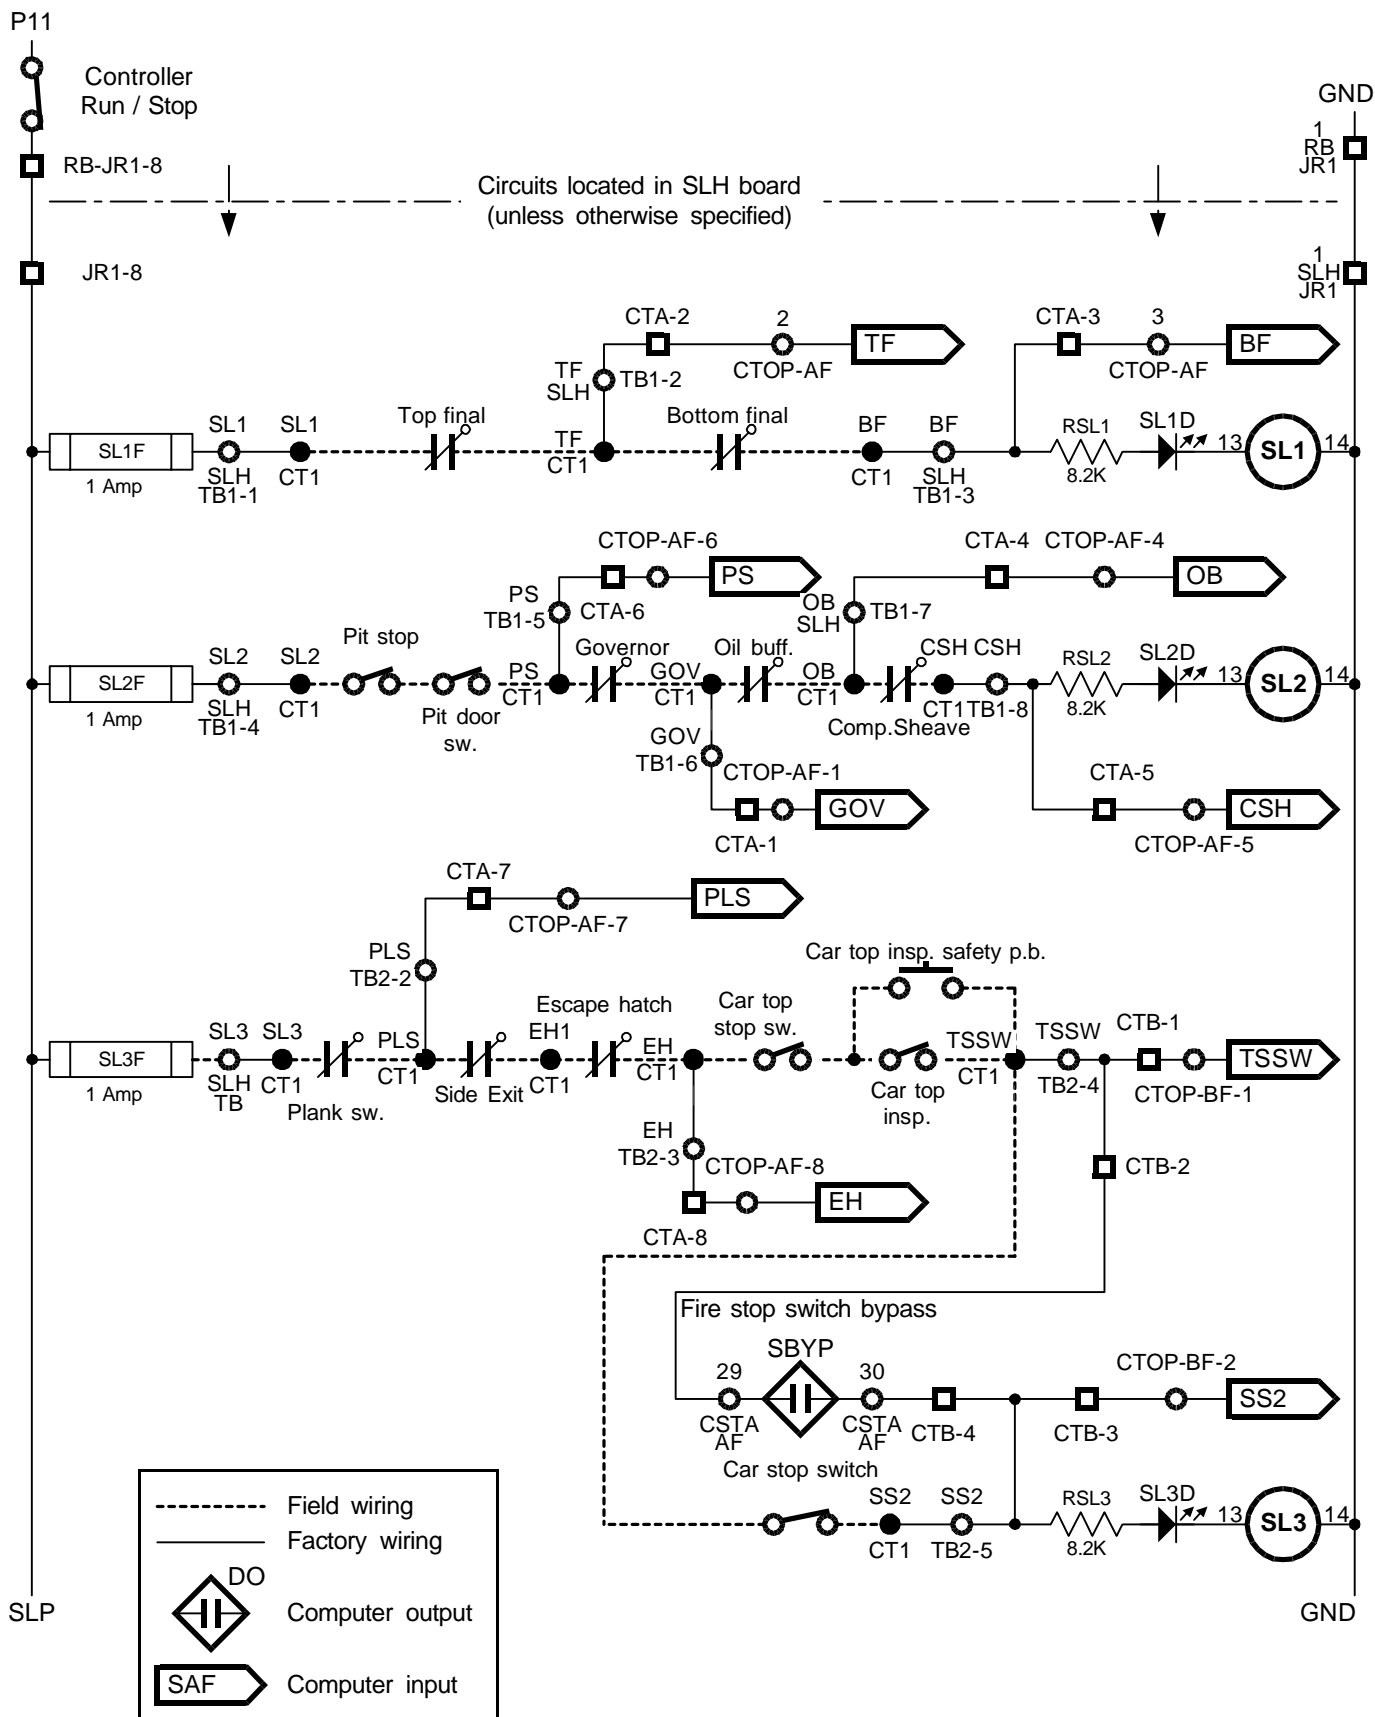 P11
Controller
Run / Stop
GND
RB-JR1-8
1
RB
JR1
Circuits located in SLH board
(unless otherwise specified)
JR1-8
1
SLH
JR1
CTA-2
2
TF
CTOP-AF
TF
SLH
TB1-2
CTA-3
3
BF
CTOP-AF
SL1F
1 Amp
SL1
SLH
TB1-1
SL1
CT1
Top final
TF
CT1
Bottom final
BF
CT1
BF
SLH
TB1-3
RSL1
8.2K
SL1D
13
SL1
14
CTOP-AF-6
PS
PS
TB1-5
CTA-6
CTA-4
CTOP-AF-4
OB
OB
SLH
TB1-7
SL2F
1 Amp
SL2
SLH
TB1-4
SL2
CT1
Pit stop
Pit door
sw.
PS
CT1
Governor
GOV
CT1
Oil buff.
OB
CT1
Comp.Sheave
CSH
CT1
CSH
TB1-8
RSL2
8.2K
SL2D
13
SL2
14
GOV
TB1-6
CTOP-AF-1
GOV
CTA-1
CTA-5
CSH
CTOP-AF-5
CTA-7
PLS
CTOP-AF-7
PLS
TB2-2
Car top insp. safety p.b.
SL3F
1 Amp
SL3
SLH
TB
SL3
CT1
Plank sw.
PLS
CT1
Side Exit
Escape hatch
EH1
CT1
EH
CT1
Car top
stop sw.
Car top
insp.
TSSW
CT1
TSSW
TB2-4
CTB-1
CTOP-BF-1
TSSW
EH
TB2-3
CTOP-AF-8
EH
CTA-8
CTB-2
Fire stop switch bypass
SBYP
29
CSTA
AF
30
CSTA
AF
CTB-4
CTB-3
CTOP-BF-2
SS2
Car stop switch
SS2
CT1
SS2
TB2-5
RSL3
8.2K
SL3D
13
SL3
14
Field wiring
Factory wiring
DO
Computer output
SAF
Computer input
SLP
GND